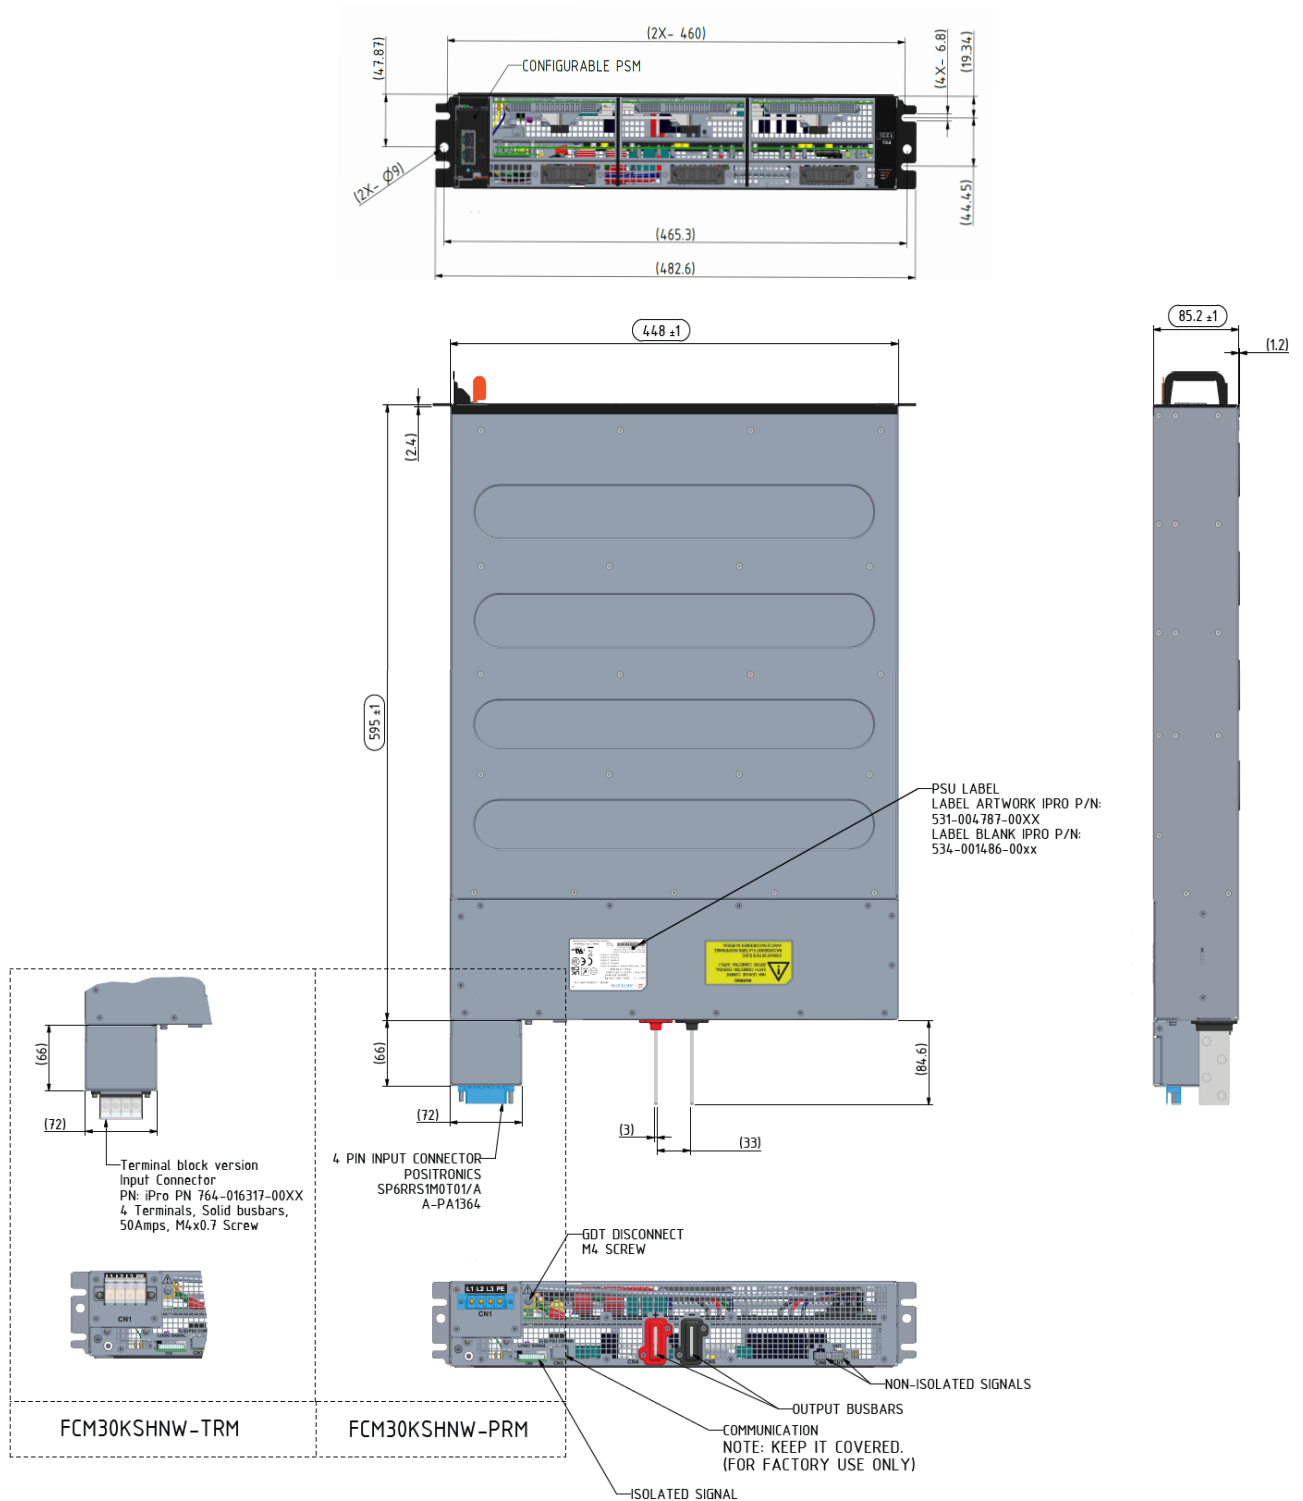 (2X- 460)
(47.87)
CONFIGURABLE PSM
(4X- 6.8)
(19.34)
(2X- Ø9)
(44.45)
(465.3)
(482.6)
448 ±1
85.2 ±1
(1.2)
(2.4)
595 ±1
PSU LABEL
LABEL ARTWORK IPRO P/N:
531-004787-00XX
LABEL BLANK IPRO P/N:
534-001486-00xx
WARNING
(66)
(66)
(84.6)
(72)
(72)
(3)
(33)
Terminal block version
Input Connector
PN: iPro PN 764-016317-00XX
4 Terminals, Solid busbars,
50Amps, M4x0.7 Screw
4 PIN INPUT CONNECTOR
POSITRONICS
SP6RRS1M0T01/A
A-PA1364
GDT DISCONNECT
M4 SCREW
L1 L2 L3 PE
CN1
CN1
LOGIC SIGNAL
LOGIC SIGNAL
NON-ISOLATED SIGNALS
OUTPUT BUSBARS
COMMUNICATION
NOTE: KEEP IT COVERED.
(FOR FACTORY USE ONLY)
ISOLATED SIGNAL
FCM30KSHNW-TRM
FCM30KSHNW-PRM